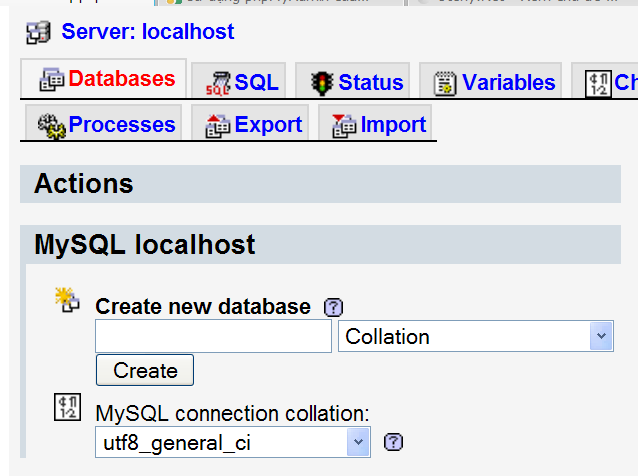 Server: localhost
Databases SQL Status Variables Ch
Processes Export Import
Actions
MySQL localhost
Create new database
Collation
Create
MySQL connection collation:
utf8_general_ci